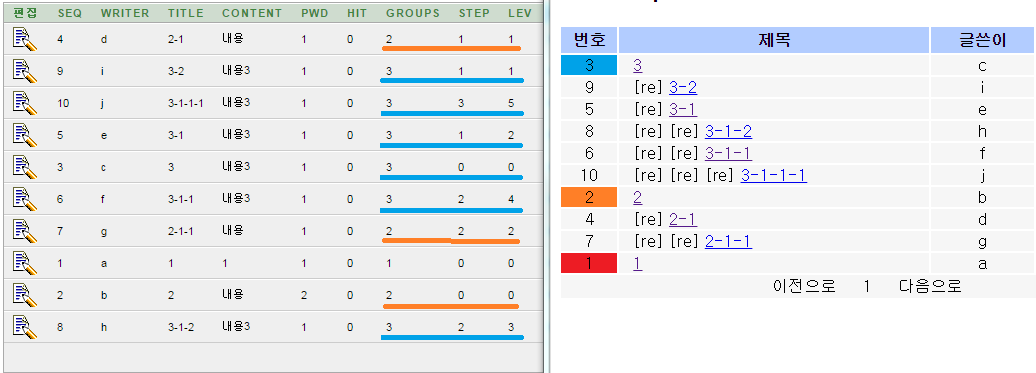 편집 SEQ WRITER TITLE CONTENT PWD HIT GROUPS STEP LEV
4 d 2-1 내용 1 0 2 1 1
9 i 3-2 내용3 1 0 3 1 1
10 j 3-1-1-1 내용3 1 0 3 3 5
5 e 3-1 내용3 1 0 3 1 2
3 c 3 내용3 1 0 3 0 0
6 f 3-1-1 내용3 1 0 3 2 4
7 g 2-1-1 내용 1 0 2 2 2
1 a 1 1 1 0 1 0 0
2 b 2 내용 2 0 2 0 0
8 h 3-1-2 내용3 1 0 3 2 3
번호 제목 글쓴이
3 3 c
9 [re] 3-2 i
5 [re] 3-1 e
8 [re] [re] 3-1-2 h
6 [re] [re] 3-1-1 f
10 [re] [re] [re] 3-1-1-1 j
2 2 b
4 [re] 2-1 d
7 [re] [re] 2-1-1 g
1 1 a
이전으로 1 다음으로